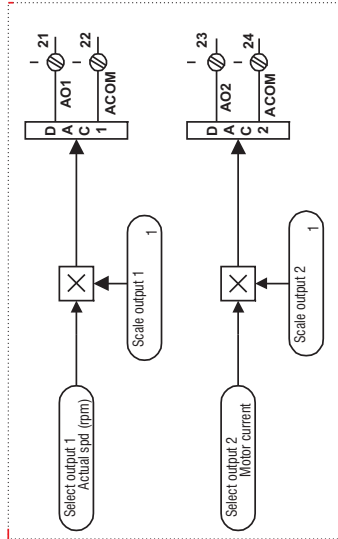 Select output 1
Actual spd (rpm)
Scale output 1
1
D
A
C
1
AO1
I
21
ACOM
I
22
Select output 2
Motor current
Scale output 2
1
D
A
C
2
AO2
I
23
ACOM
I
24